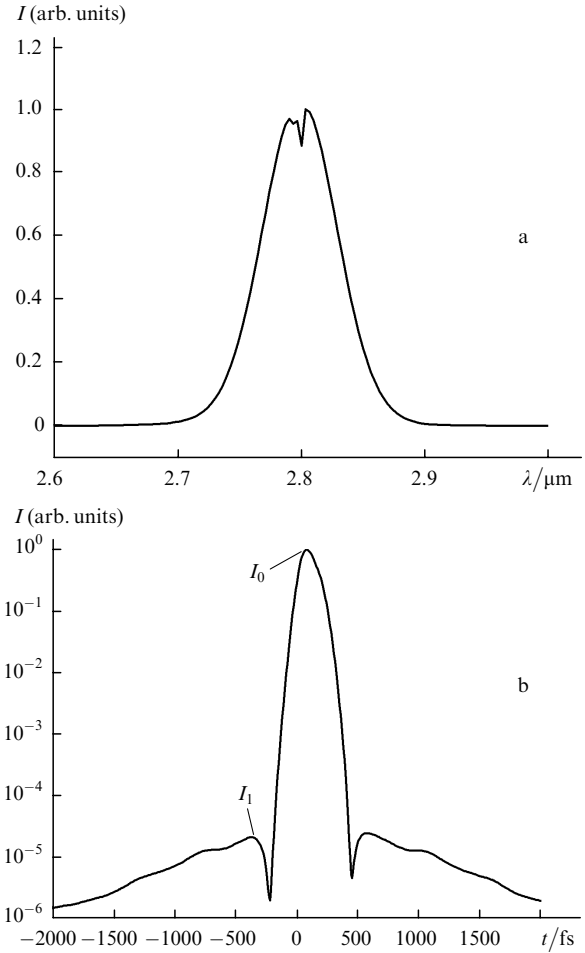 I (arb. units)
1.2
1.0
0.8
0.6
a
0.4
0.2
0
2.6 2.7 2.8 2.9 λ/μm
I (arb. units)
10⁰
I₀
10⁻¹
10⁻²
b
10⁻³
10⁻⁴
I₁
10⁻⁵
10⁻⁶
−2000 −1500 −1000 −500 0 500 1000 1500 t/fs